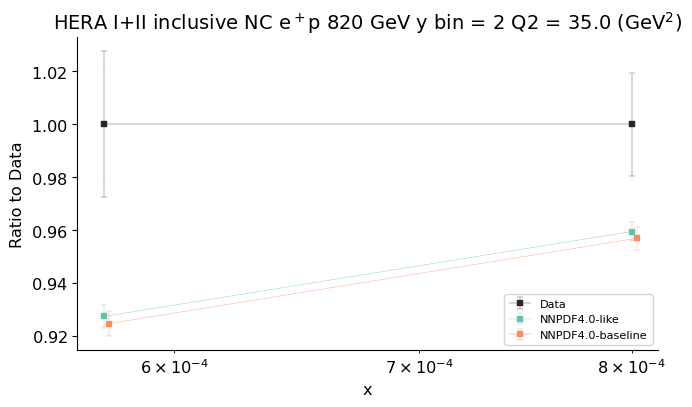 HERA I+II inclusive NC e⁺p 820 GeV y bin = 2 Q2 = 35.0 (GeV²)
Ratio to Data
1.02
1.00
0.98
0.96
0.94
0.92
Data
NNPDF4.0-like
NNPDF4.0-baseline
6 × 10⁻⁴
7 × 10⁻⁴
8 × 10⁻⁴
x